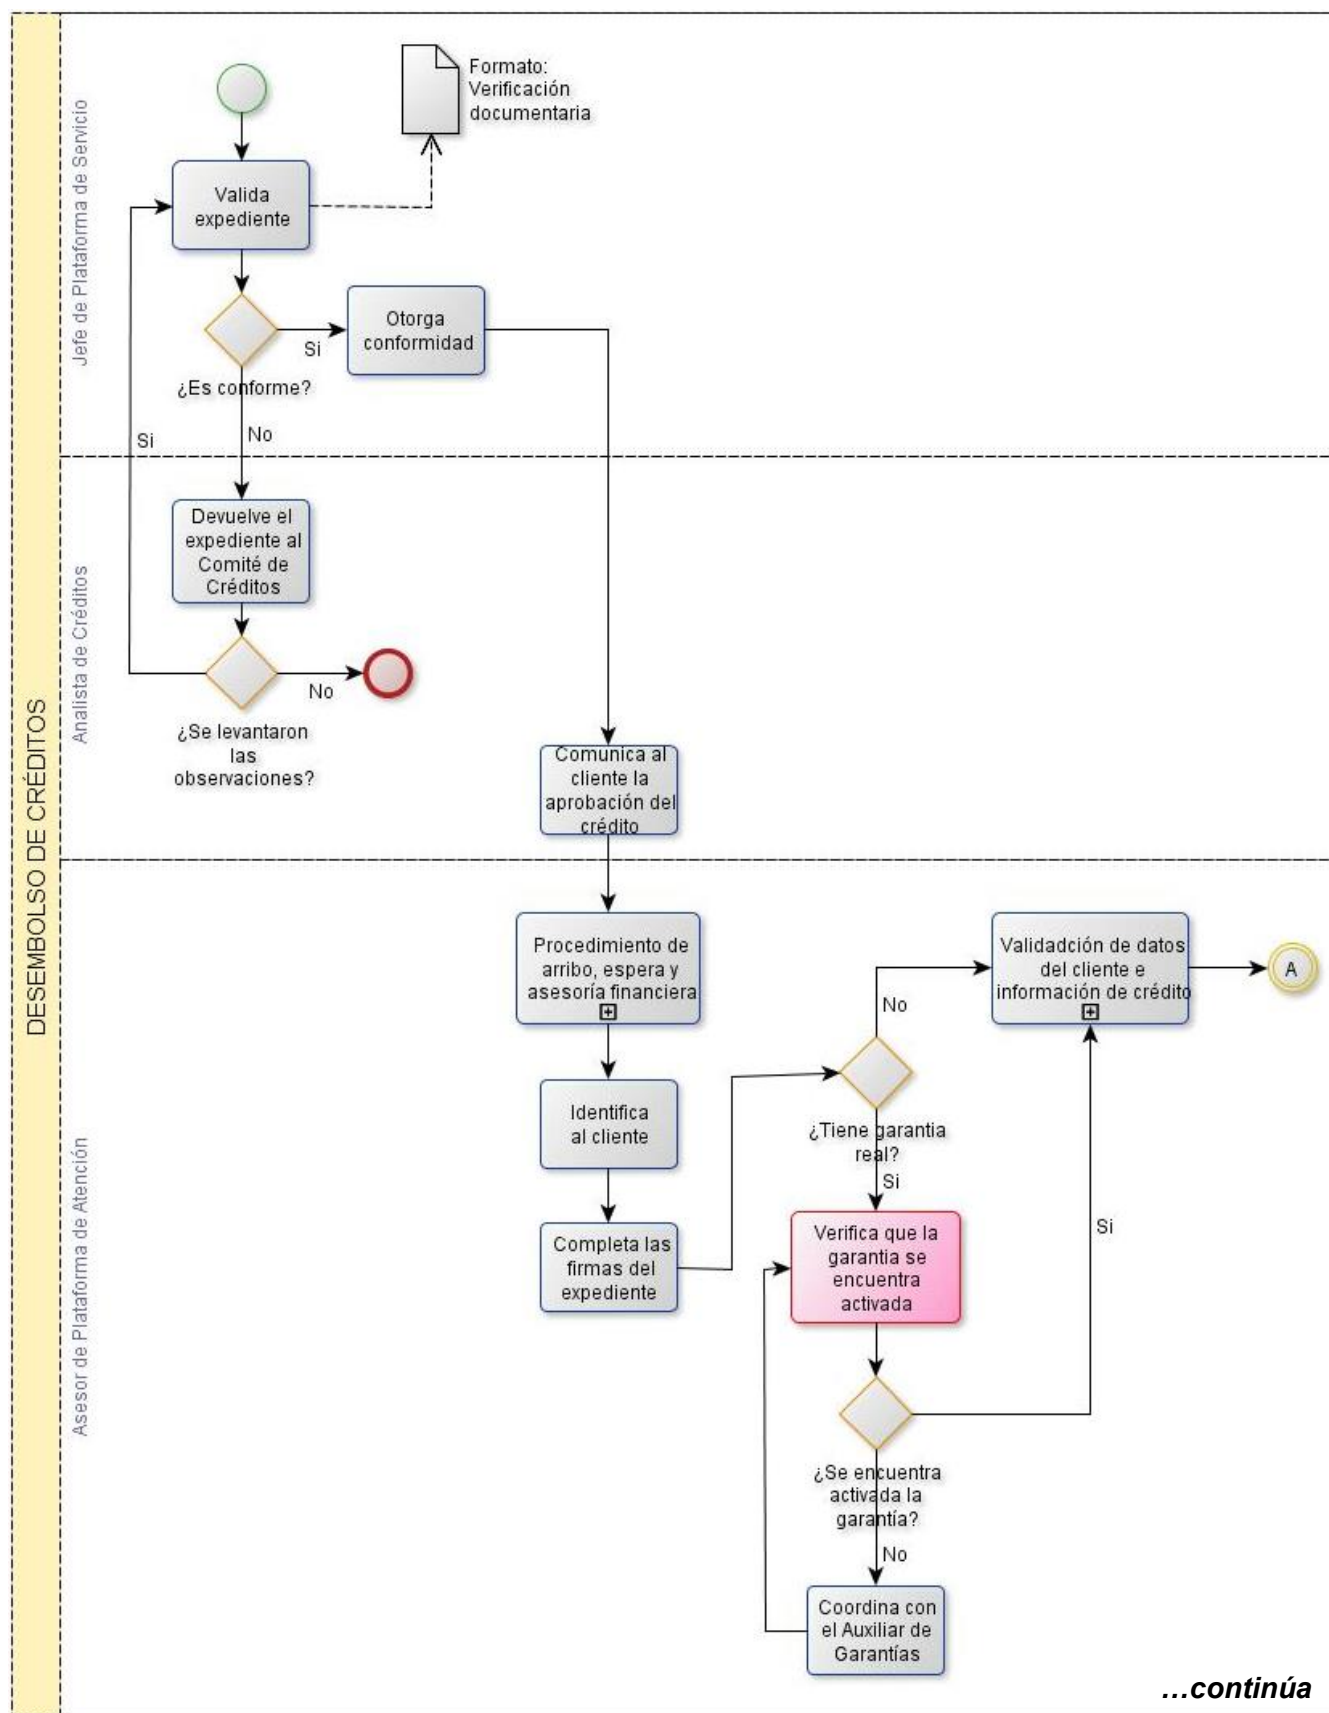 DESEMBOLSO DE CRÉDITOS
Jefe de Plataforma de Servicio
Formato:
Verificación
documentaria
Valida
expediente
Otorga
conformidad
Si
¿Es conforme?
No
Si
Analista de Créditos
Devuelve el
expediente al
Comité de
Créditos
No
¿Se levantaron
las
observaciones?
Comunica al
cliente la
aprobación del
crédito
Asesor de Plataforma de Atención
Procedimiento de
arribo, espera y
asesoría financiera
Validadción de datos
del cliente e
información de crédito
A
No
Identifica
al cliente
¿Tiene garantia
real?
Si
Completa las
firmas del
expediente
Verifica que la
garantia se
encuentra
activada
Si
¿Se encuentra
activada la
garantía?
No
Coordina con
el Auxiliar de
Garantías
...continúa